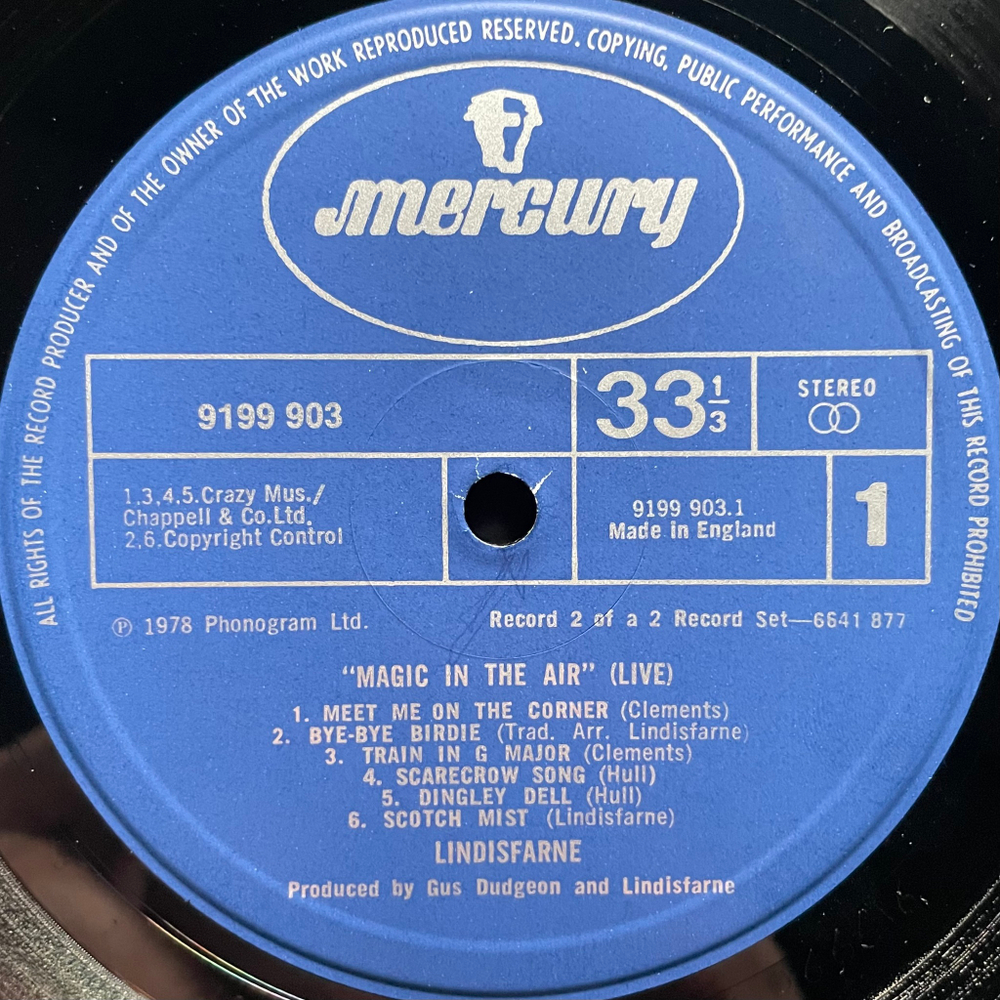 ALL RIGHTS OF THE RECORD PRODUCER AND OF THE OWNER OF THE WORK REPRODUCED RESERVED. COPYING, PUBLIC PERFORMANCE AND BROADCASTING OF THIS RECORD PROHIBITED
mercury
9199 903
33 1/3
STEREO
1.3,4,5.Crazy Mus./
Chappell & Co.Ltd.
2,6.Copyright Control
9199 903.1
Made in England
1
℗ 1978 Phonogram Ltd.
Record 2 of a 2 Record Set—6641 877
"MAGIC IN THE AIR" (LIVE)
1. MEET ME ON THE CORNER (Clements)
2. BYE-BYE BIRDIE (Trad. Arr. Lindisfarne)
3. TRAIN IN G MAJOR (Clements)
4. SCARECROW SONG (Hull)
5. DINGLEY DELL (Hull)
6. SCOTCH MIST (Lindisfarne)
LINDISFARNE
Produced by Gus Dudgeon and Lindisfarne